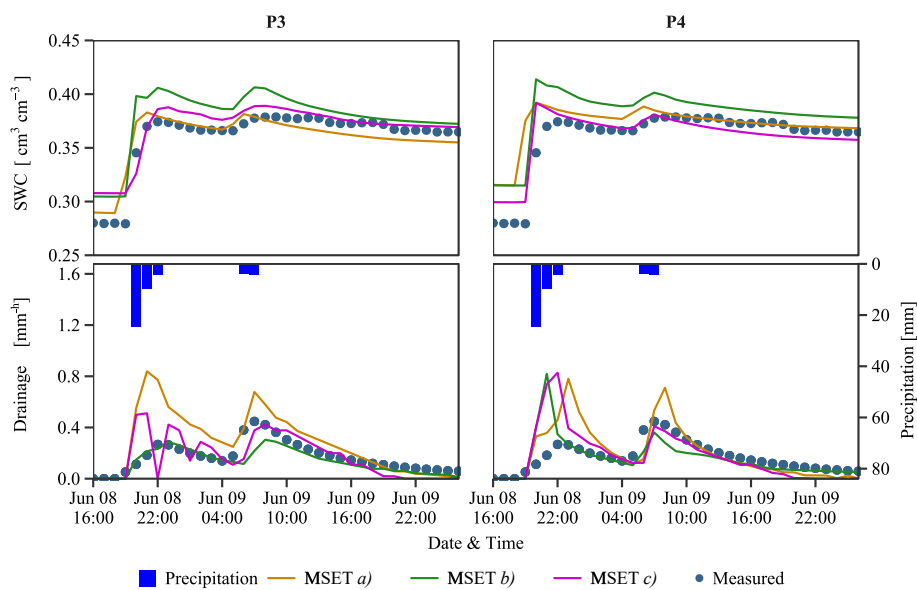 P3 P4
0.45
0.40
0.35
0.30
0.25
SWC [ cm³ cm⁻³ ]
1.6
1.2
0.8
0.4
0.0
Drainage [mm⁻ʰ]
0
20
40
60
80
Precipitation [mm]
Jun 08 Jun 08 Jun 09 Jun 09 Jun 09 Jun 09 Jun 08 Jun 08 Jun 09 Jun 09 Jun 09 Jun 09
16:00 22:00 04:00 10:00 16:00 22:00 16:00 22:00 04:00 10:00 16:00 22:00
Date & Time
Precipitation MSET a) MSET b) MSET c) Measured